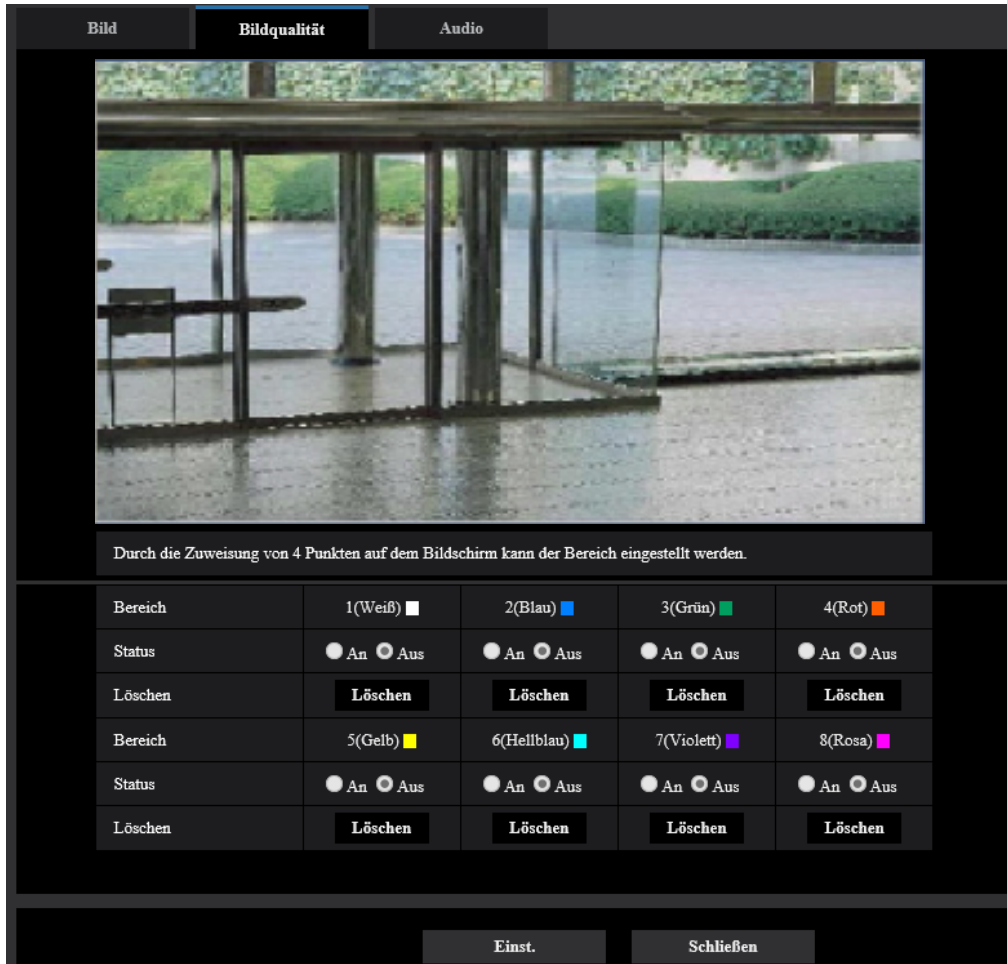 Bild Bildqualität Audio
Durch die Zuweisung von 4 Punkten auf dem Bildschirm kann der Bereich eingestellt werden.
Bereich 1(Weiß) 2(Blau) 3(Grün) 4(Rot)
Status An Aus An Aus An Aus An Aus
Löschen Löschen Löschen Löschen Löschen
Bereich 5(Gelb) 6(Hellblau) 7(Violett) 8(Rosa)
Status An Aus An Aus An Aus An Aus
Löschen Löschen Löschen Löschen Löschen
Einst. Schließen